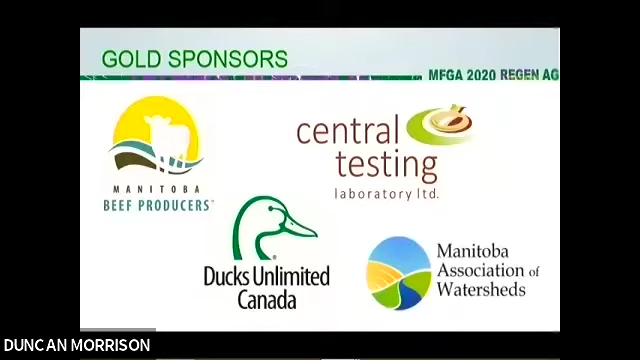 GOLD SPONSORS
MFGA 2020 REGEN AG
MANITOBA
BEEF PRODUCERS
central
testing
laboratory ltd.
Ducks Unlimited
Canada
Manitoba
Association of
Watersheds
DUNCAN MORRISON